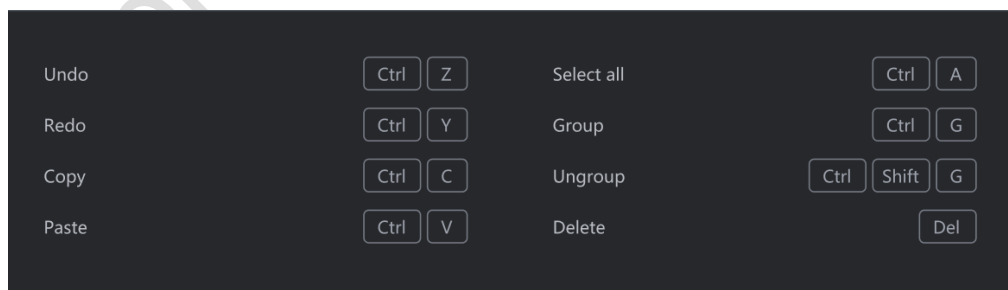 Undo Ctrl Z Select all Ctrl A
Redo Ctrl Y Group Ctrl G
Copy Ctrl C Ungroup Ctrl Shift G
Paste Ctrl V Delete Del